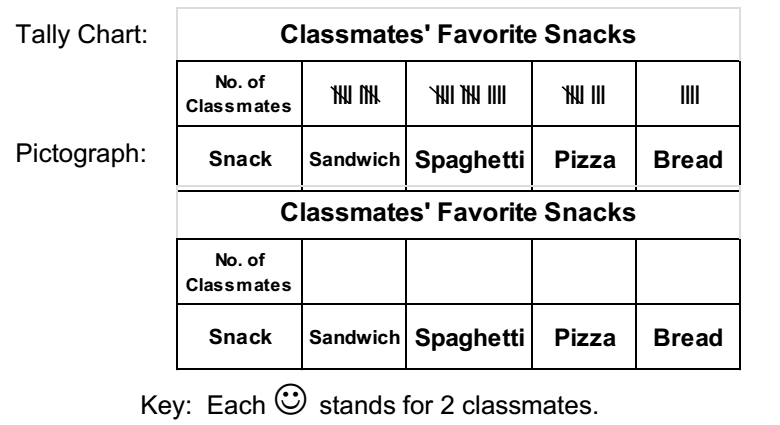 Tally Chart:
Classmates' Favorite Snacks
No. of
Classmates
Snack Sandwich Spaghetti Pizza Bread
Pictograph:
Classmates' Favorite Snacks
No. of
Classmates
Snack Sandwich Spaghetti Pizza Bread
Key: Each ☺ stands for 2 classmates.